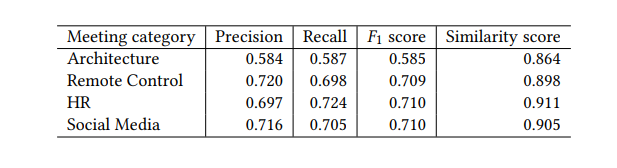 Meeting category Precision Recall F1 score Similarity score
Architecture 0.584 0.587 0.585 0.864
Remote Control 0.720 0.698 0.709 0.898
HR 0.697 0.724 0.710 0.911
Social Media 0.716 0.705 0.710 0.905